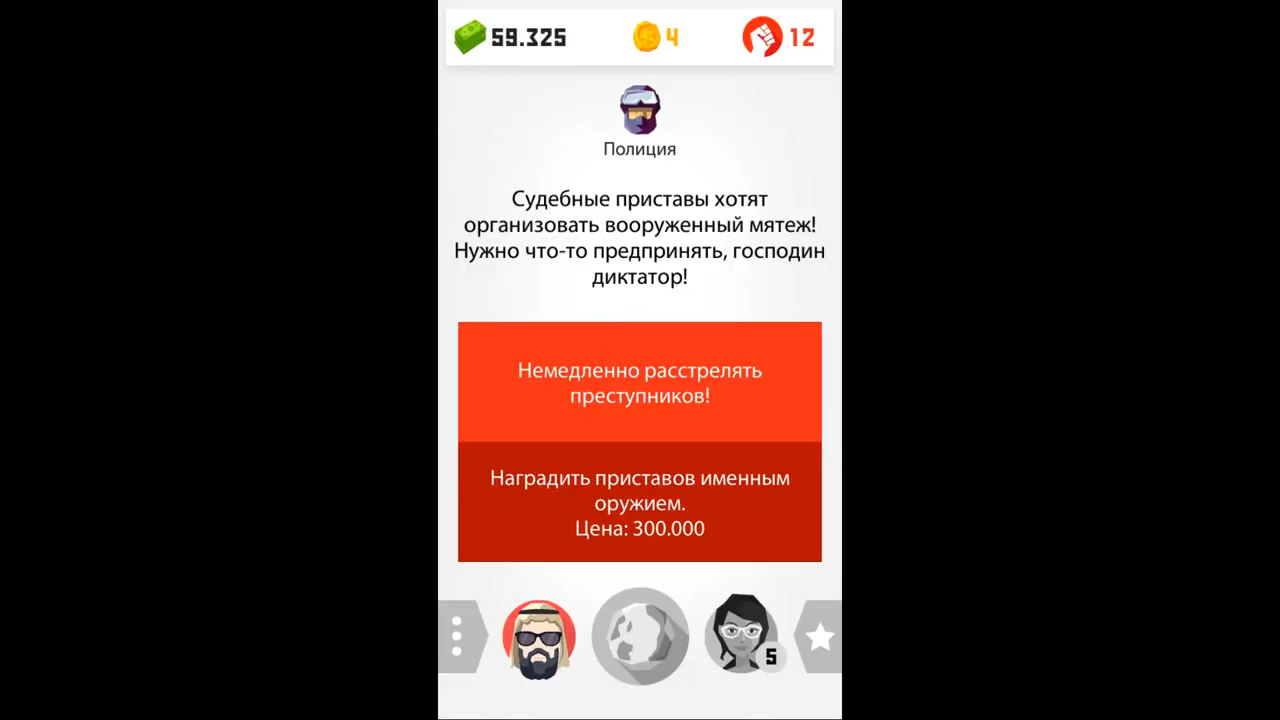 59.325
4
12
Полиция
Судебные приставы хотят
организовать вооруженный мятеж!
Нужно что-то предпринять, господин
диктатор!
Немедленно расстрелять
преступников!
Наградить приставов именным
оружием.
Цена: 300.000
5